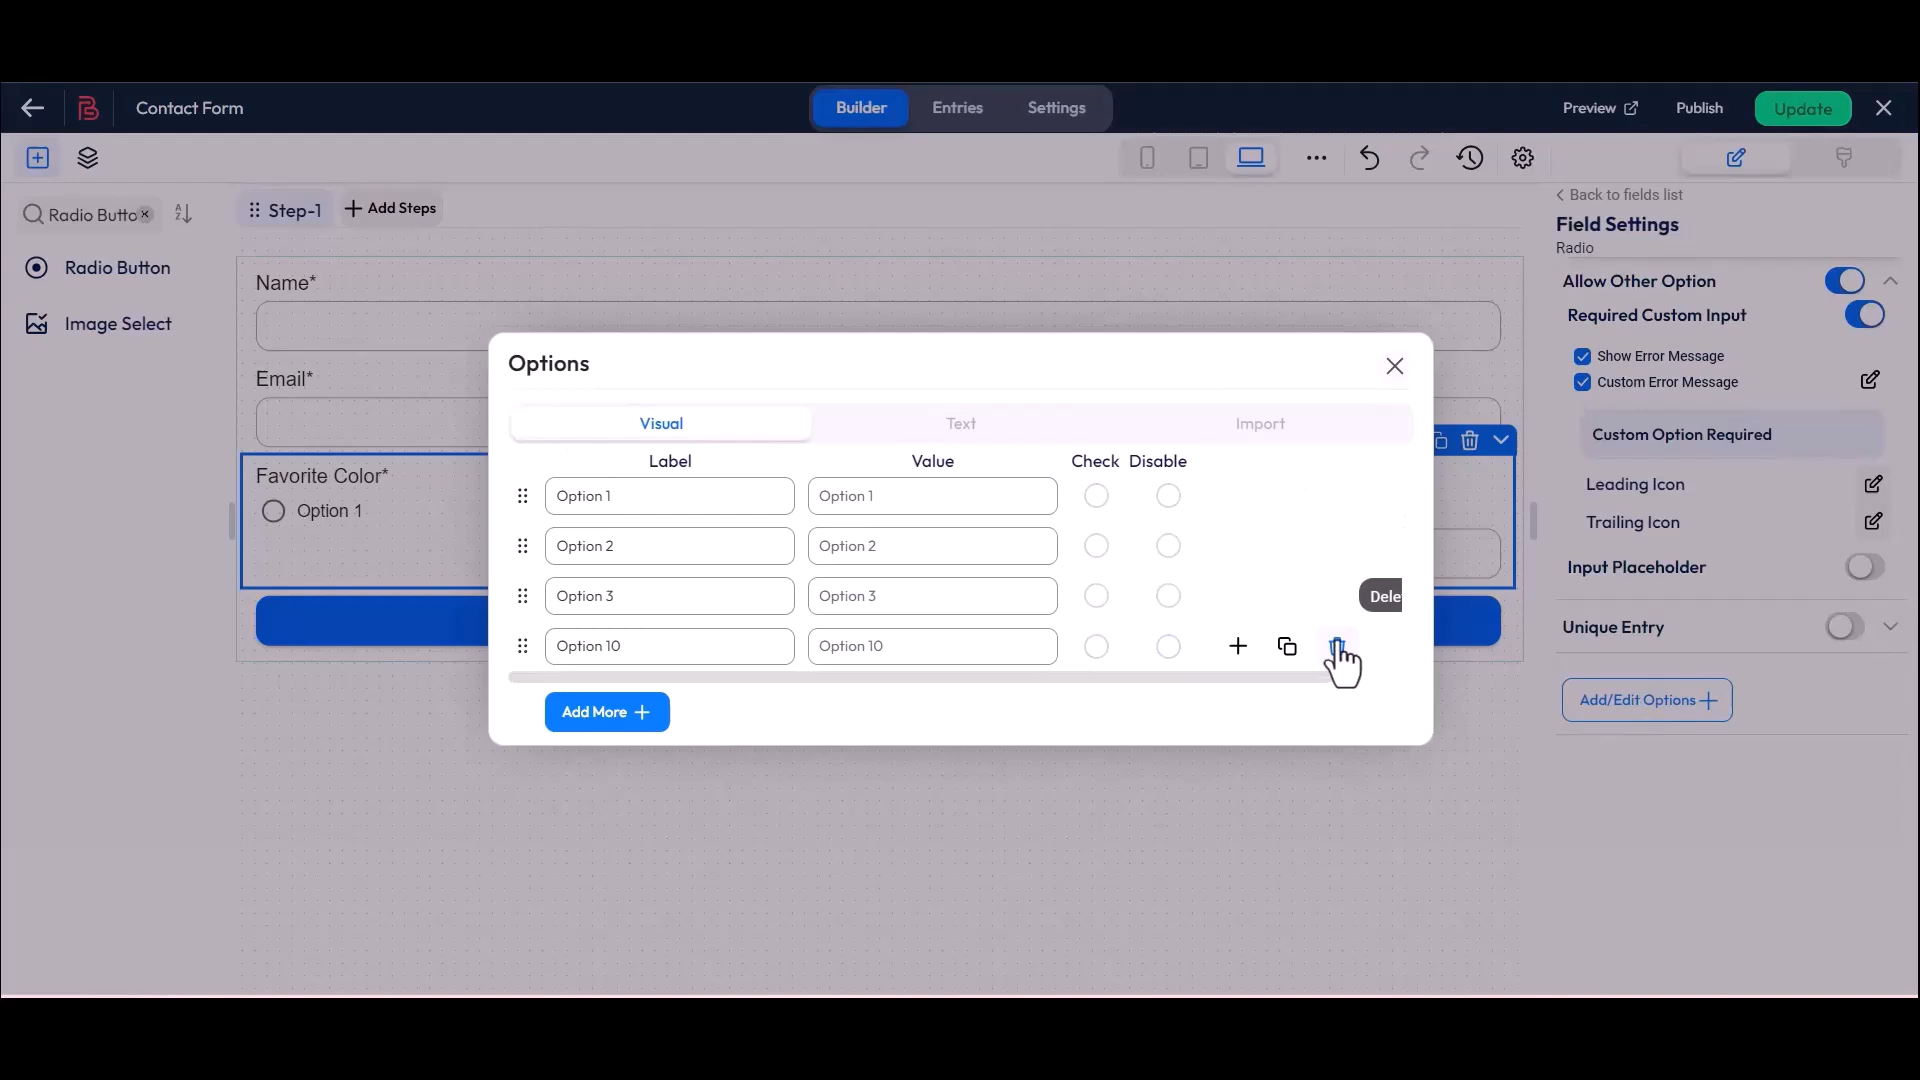 Contact Form
Builder
Entries
Settings
Preview
Publish
Update
Radio Butto
Radio Button
Image Select
Step-1
Add Steps
Name*
Email*
Favorite Color*
Option 1
Options
Visual
Text
Import
Label
Value
Check
Disable
Option 1
Option 1
Option 2
Option 2
Option 3
Option 3
Dele
Option 10
Option 10
Add More
Back to fields list
Field Settings
Radio
Allow Other Option
Required Custom Input
Show Error Message
Custom Error Message
Custom Option Required
Leading Icon
Trailing Icon
Input Placeholder
Unique Entry
Add/Edit Options